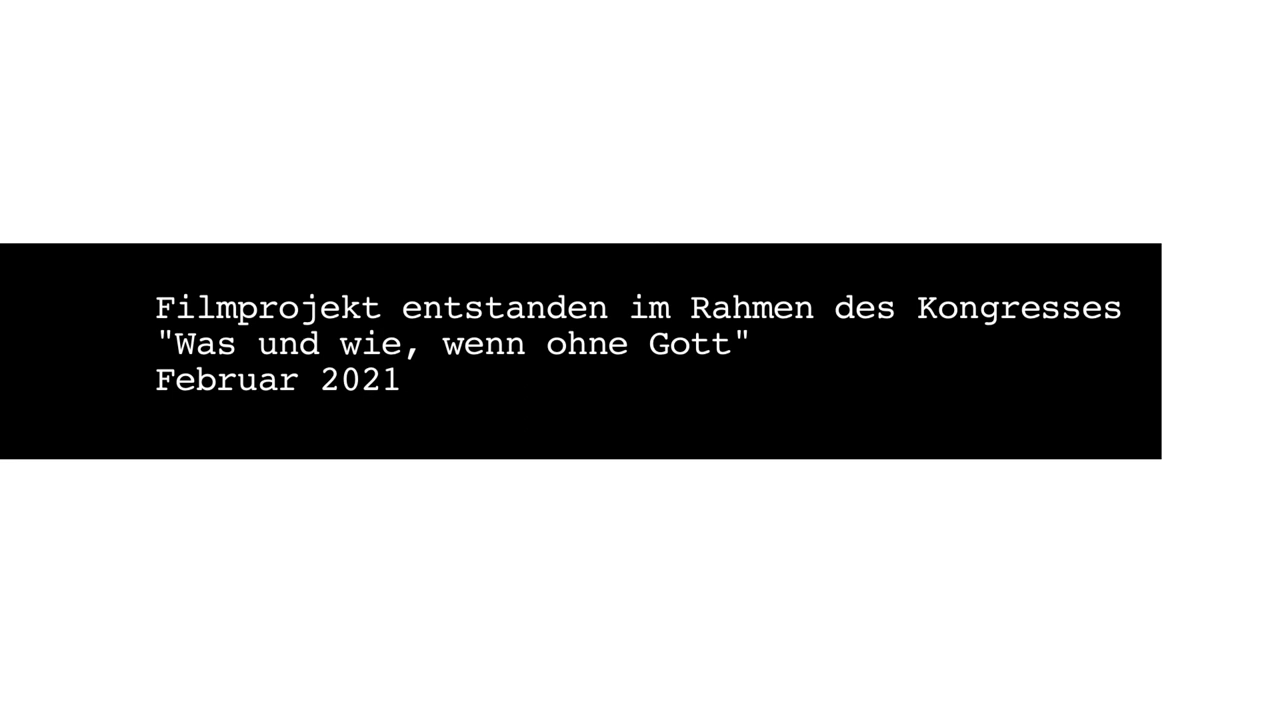 Filmprojekt entstanden im Rahmen des Kongresses
"Was und wie, wenn ohne Gott"
Februar 2021